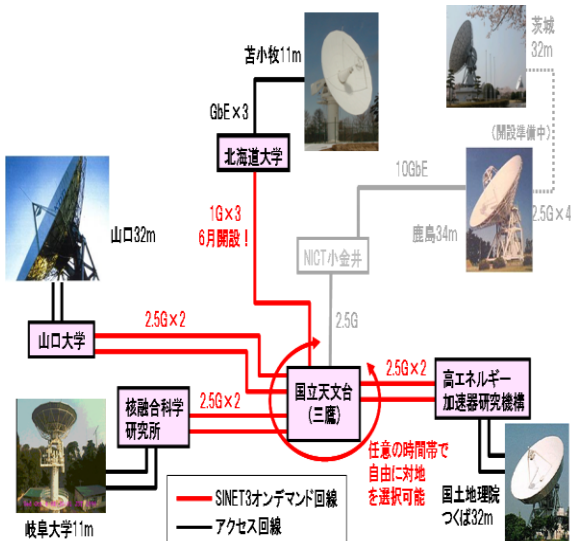 苫小牧11m
茨城
32m
GbE×3
(開設準備中)
北海道大学
10GbE
1G×3
6月開設！
山口32m
鹿島34m
2.5G×4
NICT小金井
2.5G×2
2.5G
山口大学
2.5G×2
国立天文台
(三鷹)
高エネルギー
加速器研究機構
核融合科学
研究所
2.5G×2
任意の時間帯で
自由に対地
を選択可能
国土地理院
つくば32m
岐阜大学11m
SINET3オンデマンド回線
アクセス回線